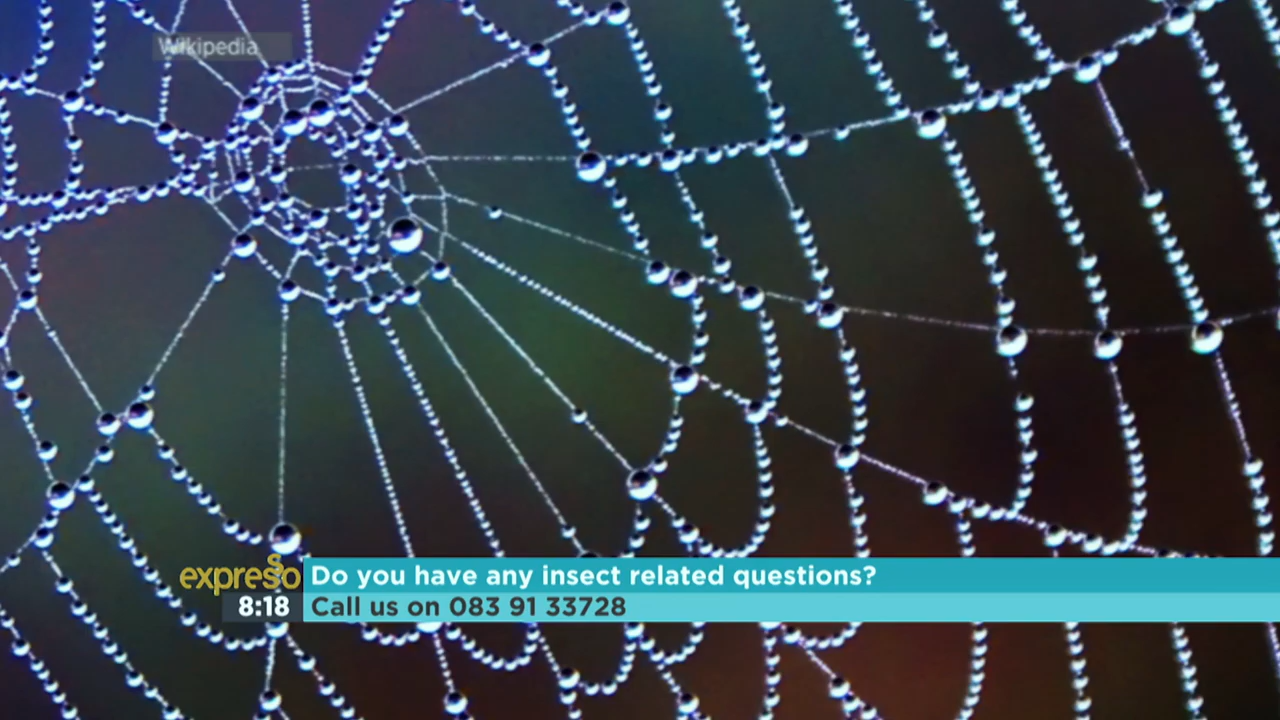 Wikipedia
expresso
Do you have any insect related questions?
8:18
Call us on 083 91 33728